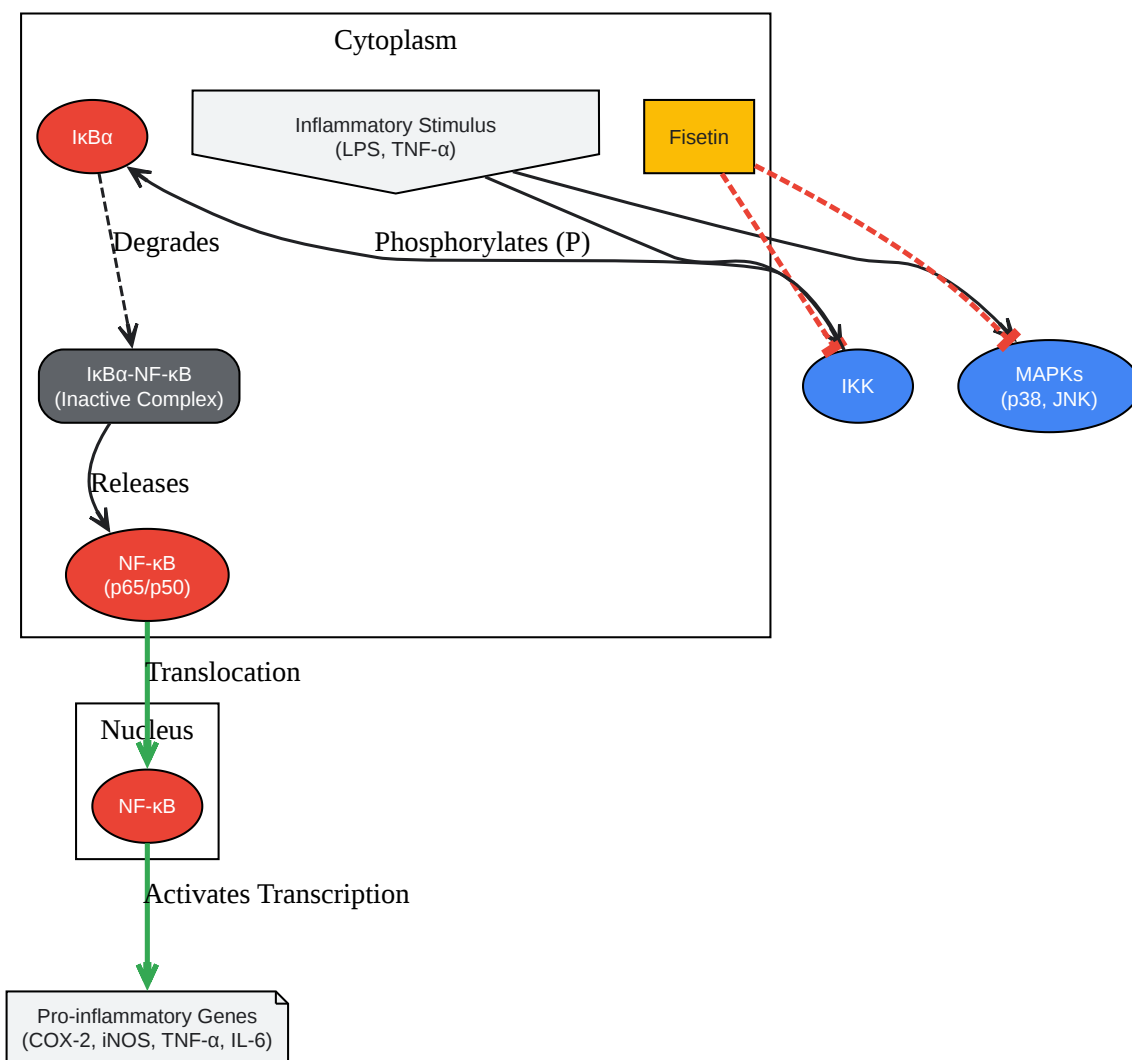 Cytoplasm
IκBα
Inflammatory Stimulus
(LPS, TNF-α)
Fisetin
Degrades
Phosphorylates (P)
IκBα-NF-κB
(Inactive Complex)
IKK
MAPKs
(p38, JNK)
Releases
NF-κB
(p65/p50)
Translocation
Nucleus
NF-κB
Activates Transcription
Pro-inflammatory Genes
(COX-2, iNOS, TNF-α, IL-6)